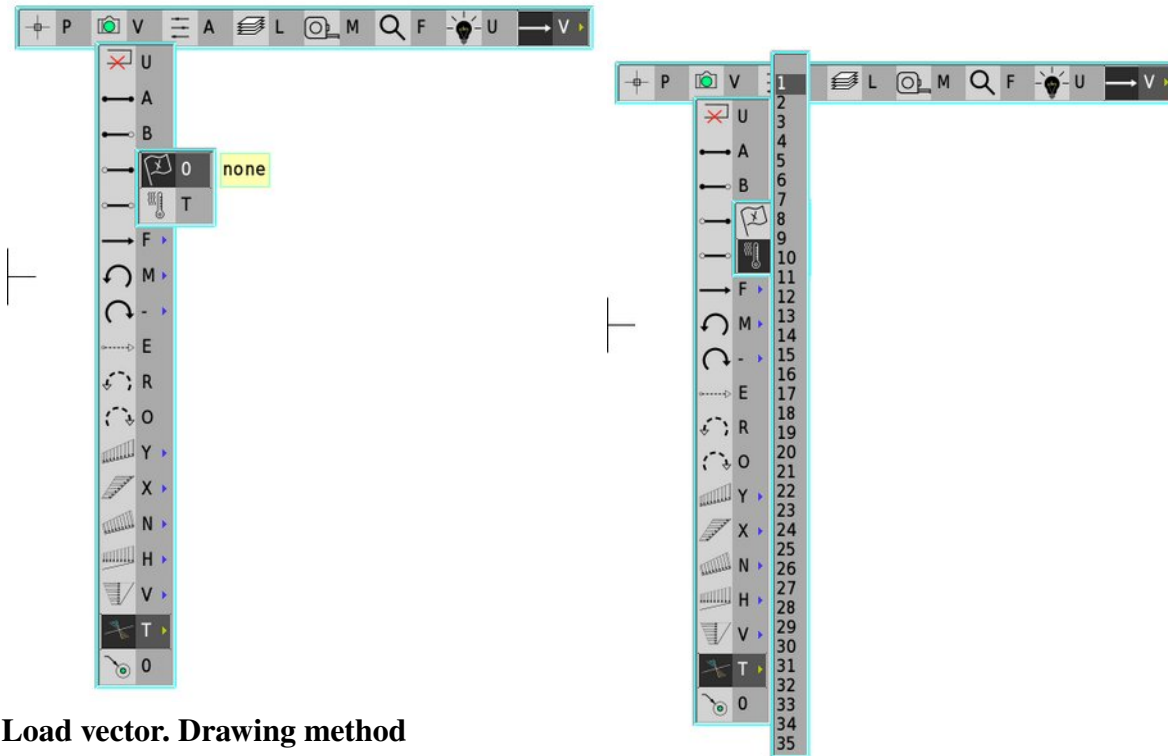 P V A L M F U V
U
A
B
0 none
T
F
M
-
E
R
O
Y
X
N
H
V
T
0
Load vector. Drawing method
P V L M F U V
U
A
B
F
M
-
E
R
O
Y
X
N
H
V
T
0
1
2
3
4
5
6
7
8
9
10
11
12
13
14
15
16
17
18
19
20
21
22
23
24
25
26
27
28
29
30
31
32
33
34
35